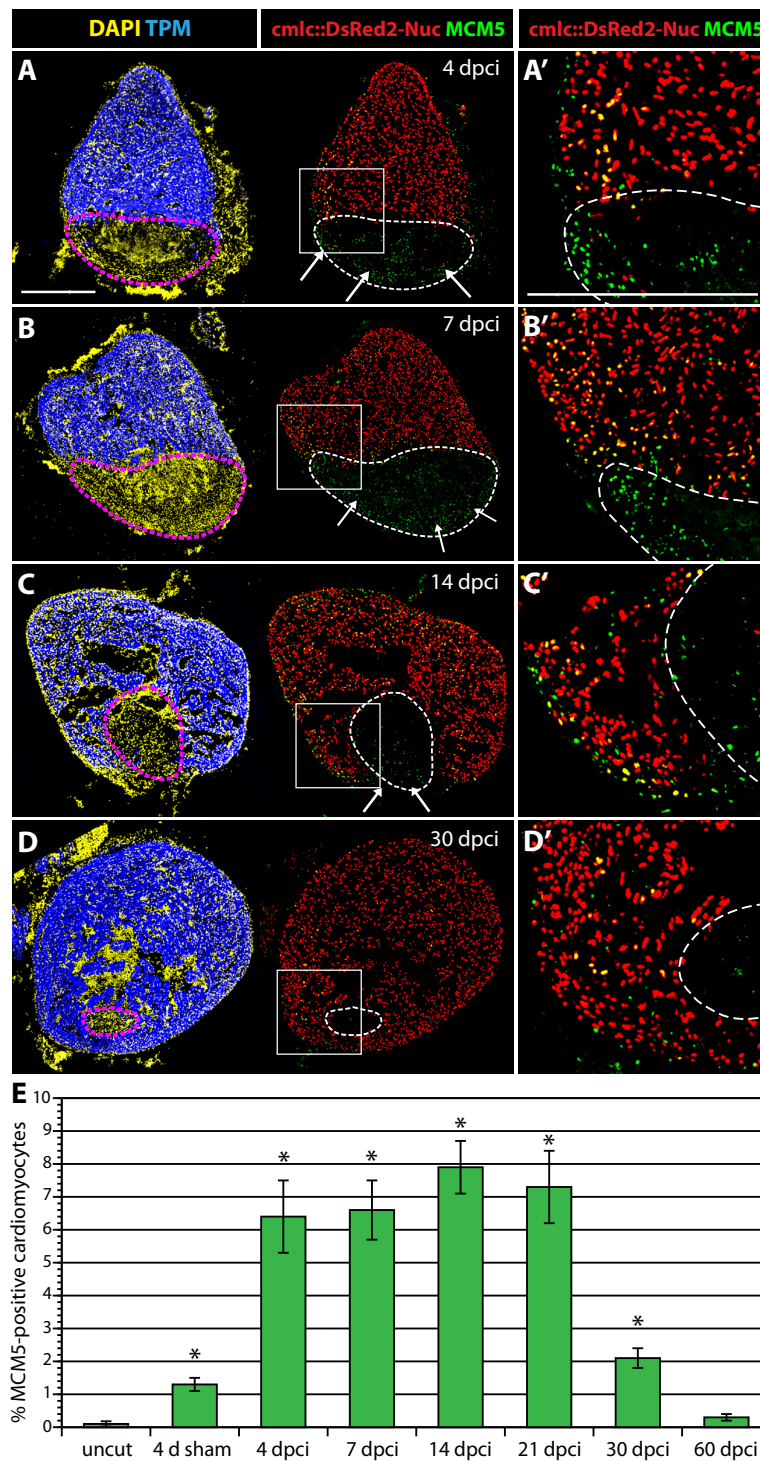 DAPI TPM
cmlc::DsRed2-Nuc MCM5
cmlc::DsRed2-Nuc MCM5
A
4 dpci
A′
B
7 dpci
B′
C
14 dpci
C′
D
30 dpci
D′
E
% MCM5-positive cardiomyocytes
10
9
8
7
6
5
4
3
2
1
0
*
*
*
*
*
*
uncut
4 d sham
4 dpci
7 dpci
14 dpci
21 dpci
30 dpci
60 dpci